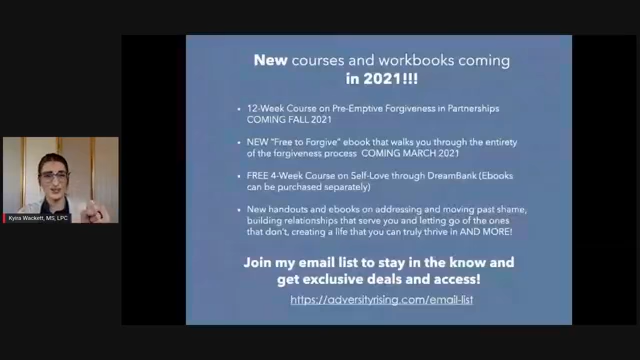 New courses and workbooks coming
in 2021!!!
• 12-Week Course on Pre-Emptive Forgiveness in Partnerships
COMING FALL 2021
• NEW "Free to Forgive" ebook that walks you through the entirety
of the forgiveness process COMING MARCH 2021
• FREE 4-Week Course on Self-Love through DreamBank (Ebooks
can be purchased separately)
• New handouts and ebooks on addressing and moving past shame,
building relationships that serve you and letting go of the ones
that don't, creating a life that you can truly thrive in AND MORE!
Join my email list to stay in the know and
get exclusive deals and access!
https://adversityrising.com/email-list
Kyira Wackett, MS, LPC